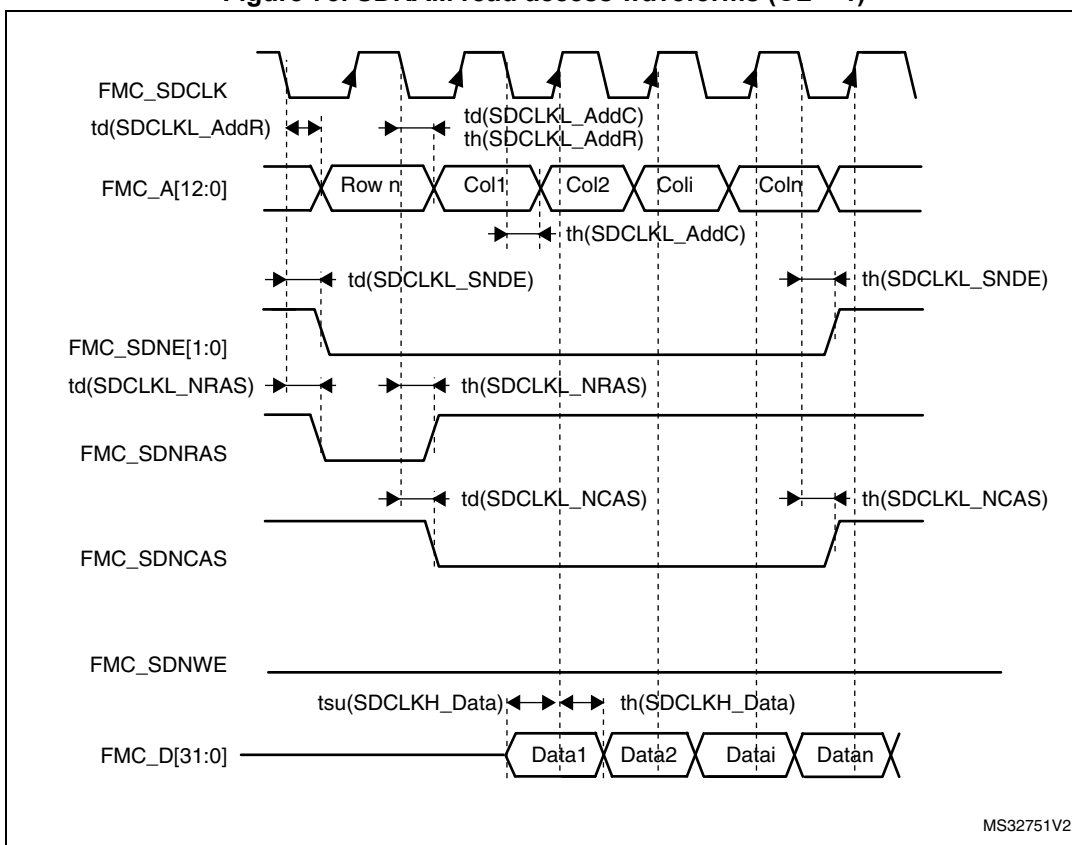 FMC_SDCLK
td(SDCLKL_AddR)
td(SDCLKL_AddC)
th(SDCLKL_AddR)
FMC_A[12:0]
Row n
Col1
Col2
Coli
Coln
th(SDCLKL_AddC)
td(SDCLKL_SNDE)
th(SDCLKL_SNDE)
FMC_SDNE[1:0]
td(SDCLKL_NRAS)
th(SDCLKL_NRAS)
FMC_SDNRAS
td(SDCLKL_NCAS)
th(SDCLKL_NCAS)
FMC_SDNCAS
FMC_SDNWE
tsu(SDCLKH_Data)
th(SDCLKH_Data)
FMC_D[31:0]
Data1
Data2
Datai
Datan
MS32751V2